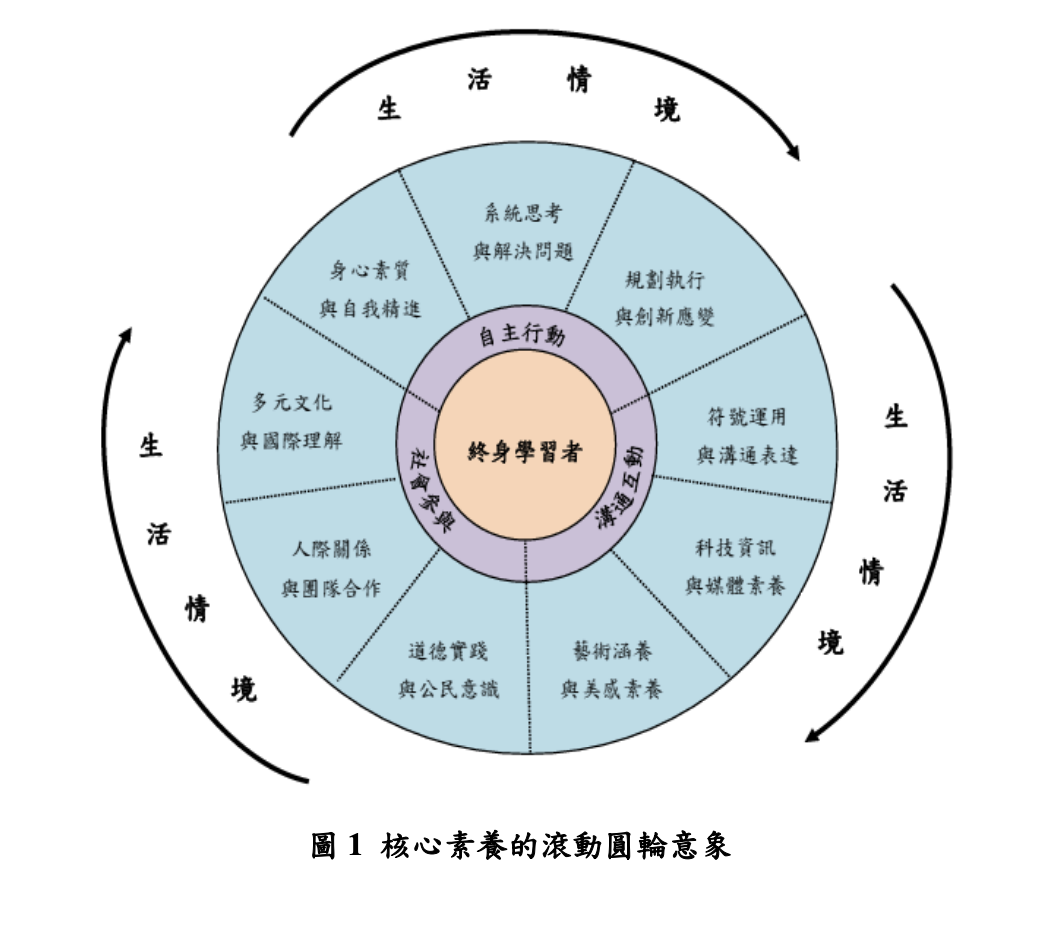 生活情境
系統思考
與解決問題
規劃執行
與創新應變
符號運用
與溝通表達
科技資訊
與媒體素養
藝術涵養
與美感素養
道德實踐
與公民意識
人際關係
與團隊合作
多元文化
與國際理解
身心素質
與自我精進
自主行動
溝通互動
社會參與
終身學習者
生活情境
生活情境
圖 1 核心素養的滾動圓輪意象